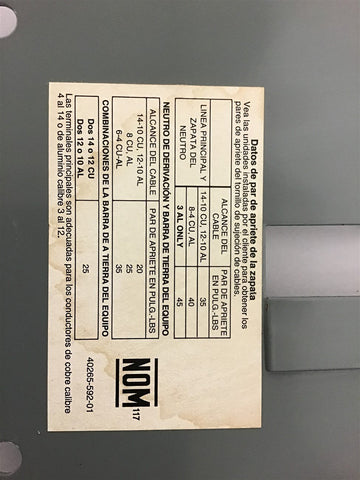 Datos de par de apriete de la zapata
Vea las unidades instaladas por el cliente para obtener los
pares de apriete del tornillo de sujeción de cables.
ALCANCE DEL CABLE PAR DE APRIETE EN PULG.-LBS
LINEA PRINCIPAL Y ZAPATA DEL NEUTRO
14-10 CU, 12-10 AL 35
8-4 CU, AL 40
3 AL ONLY 45
NEUTRO DE DERIVACIÓN Y BARRA DE TIERRA DEL EQUIPO
ALCANCE DEL CABLE PAR DE APRIETE EN PULG.-LBS
14-10 CU, 12-10 AL 20
8 CU, AL 25
6-4 CU-AL 35
COMBINACIONES DE LA BARRA DE A TIERRA DEL EQUIPO
Dos 14 o 12 CU
Dos 12 o 10 AL 25
Las terminales principales son adecuadas para los conductores de cobre calibre
4 al 14 o de aluminio calibre 3 al 12.
NOM 117
40265-592-01